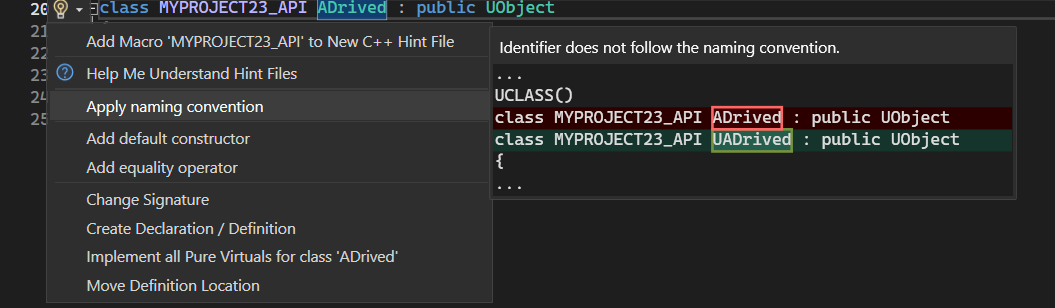 20 class MYPROJECT23_API ADrived : public UObject
21
22
23
24
25
Add Macro 'MYPROJECT23_API' to New C++ Hint File
? Help Me Understand Hint Files
Apply naming convention
Add default constructor
Add equality operator
Change Signature
Create Declaration / Definition
Implement all Pure Virtuals for class 'ADrived'
Move Definition Location
Identifier does not follow the naming convention.
...
UCLASS()
class MYPROJECT23_API ADrived : public UObject
class MYPROJECT23_API UADrived : public UObject
{
...